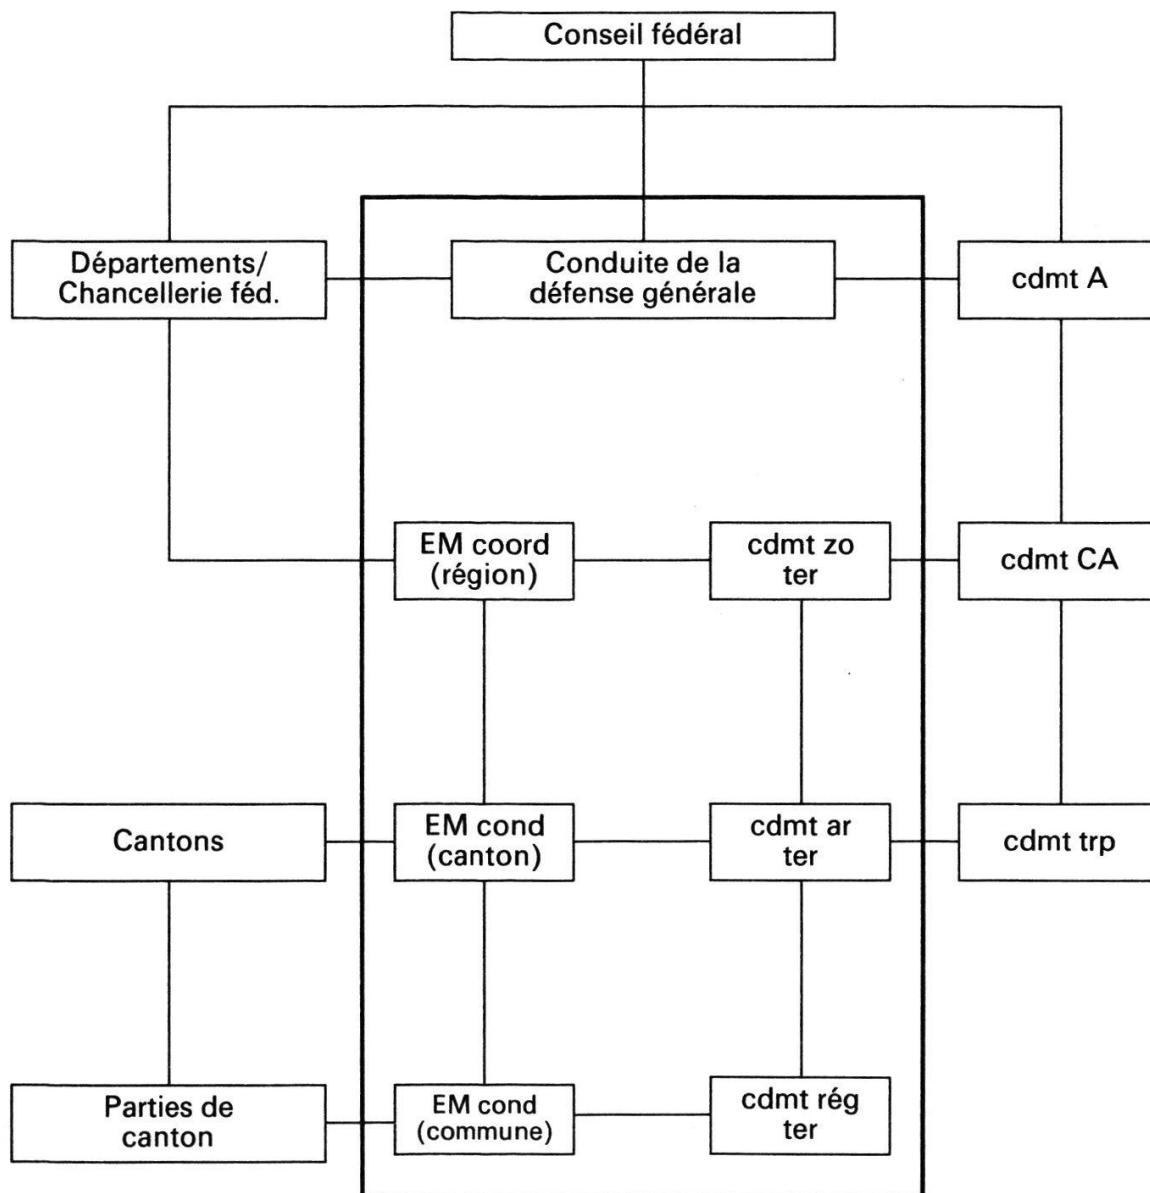 Conseil fédéral
Départements/
Chancellerie féd.
Conduite de la
défense générale
cdmt A
EM coord
(région)
cdmt zo
ter
cdmt CA
Cantons
EM cond
(canton)
cdmt ar
ter
cdmt trp
Parties de
canton
EM cond
(commune)
cdmt rég
ter